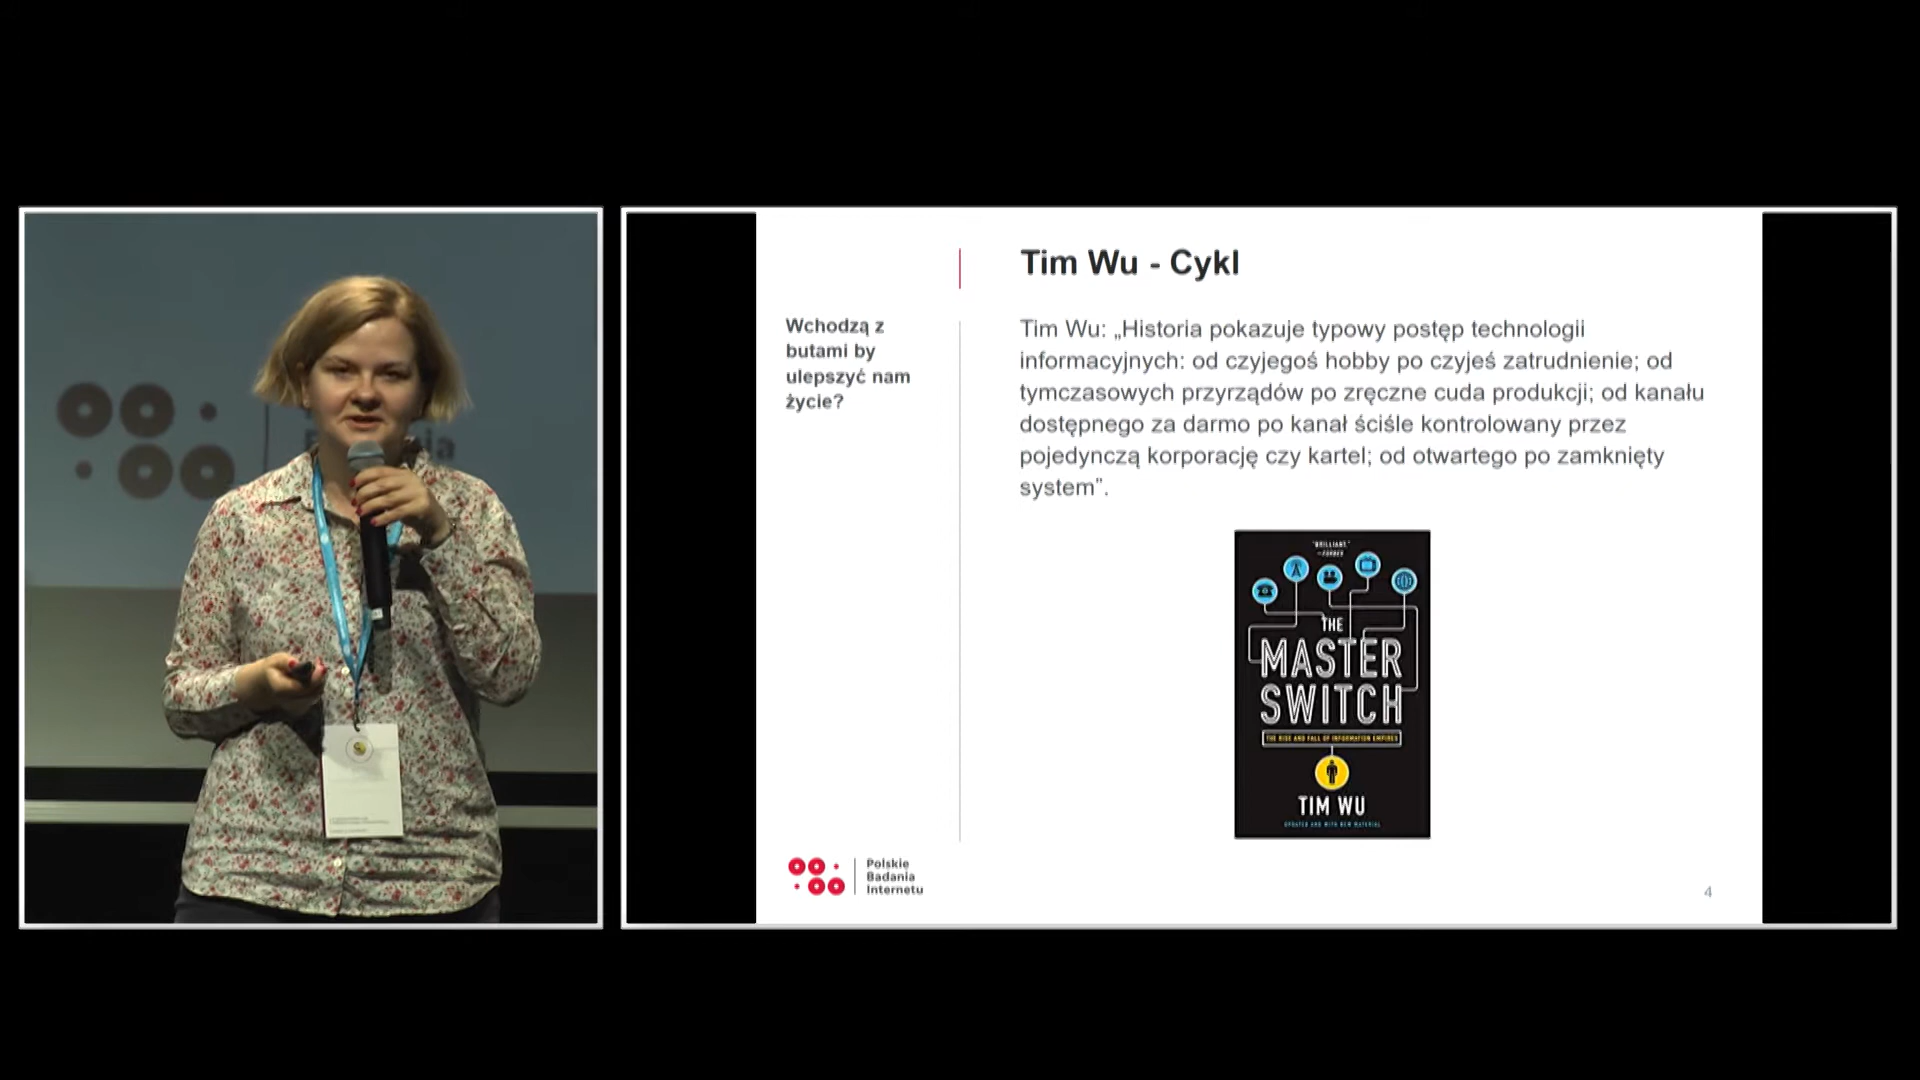 Tim Wu - Cykl
Wchodzą z
butami by
ulepszyć nam
życie?
Tim Wu: „Historia pokazuje typowy postęp technologii
informacyjnych: od czyjegoś hobby po czyjeś zatrudnienie; od
tymczasowych przyrządów po zręczne cuda produkcji; od kanału
dostępnego za darmo po kanał ściśle kontrolowany przez
pojedynczą korporację czy kartel; od otwartego po zamknięty
system”.
"BRILLIANT."
—FORBES
THE
MASTER
SWITCH
THE RISE AND FALL OF INFORMATION EMPIRES
TIM WU
UPDATED AND WITH NEW MATERIAL
Polskie
Badania
Internetu
4